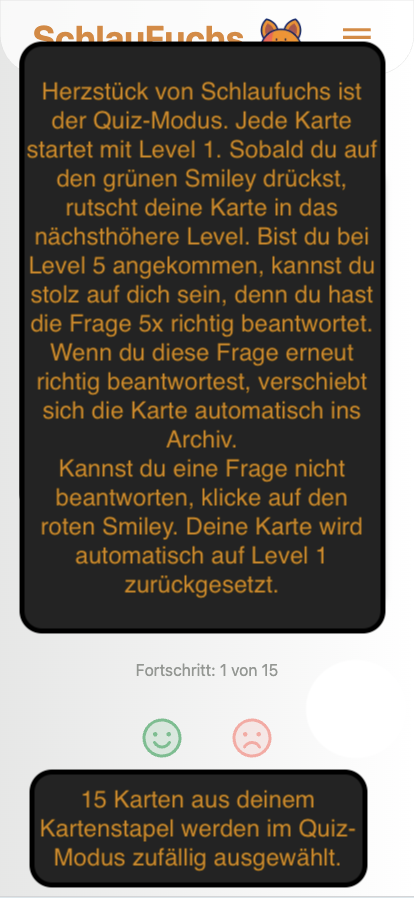 SchlauFuchs
Herzstück von Schlaufuchs ist
der Quiz-Modus. Jede Karte
startet mit Level 1. Sobald du auf
den grünen Smiley drückst,
rutscht deine Karte in das
nächsthöhere Level. Bist du bei
Level 5 angekommen, kannst du
stolz auf dich sein, denn du hast
die Frage 5x richtig beantwortet.
Wenn du diese Frage erneut
richtig beantwortest, verschiebt
sich die Karte automatisch ins
Archiv.
Kannst du eine Frage nicht
beantworten, klicke auf den
roten Smiley. Deine Karte wird
automatisch auf Level 1
zurückgesetzt.
Fortschritt: 1 von 15
15 Karten aus deinem
Kartenstapel werden im Quiz-
Modus zufällig ausgewählt.